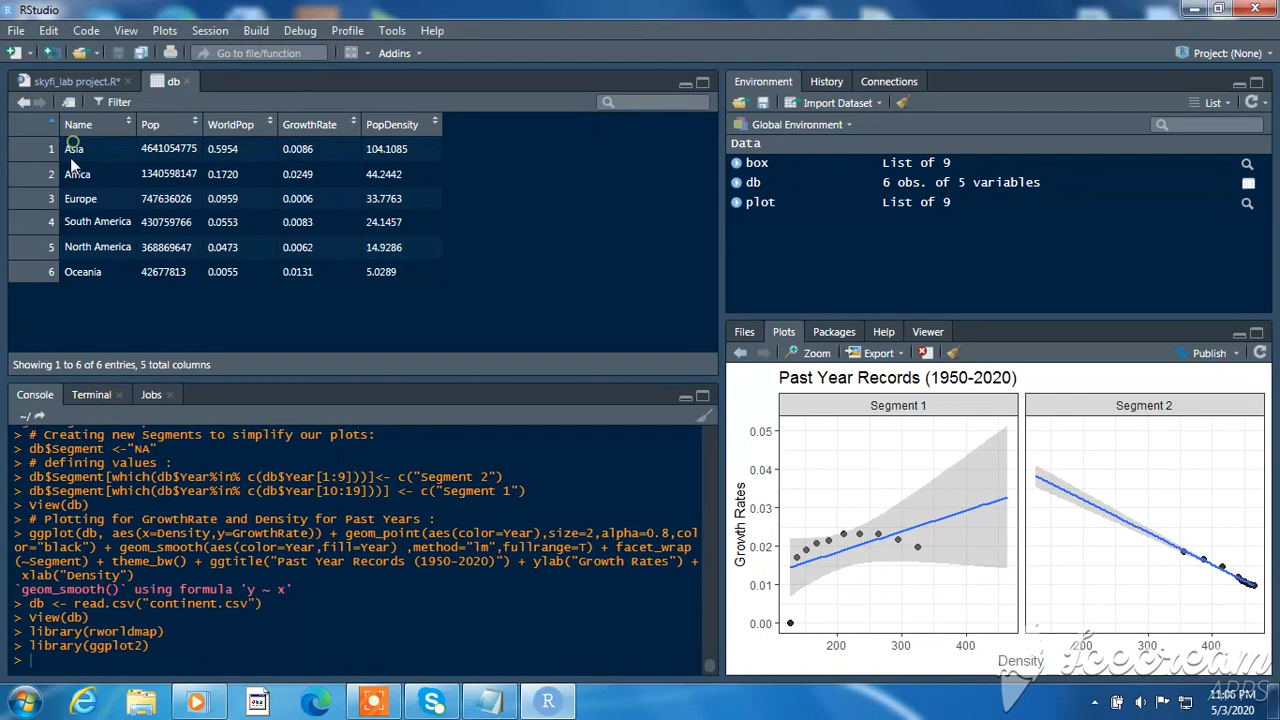 RStudio
File Edit Code View Plots Session Build Debug Profile Tools Help
Go to file/function Addins Project: (None)
skyfi_lab project.R* db
Filter
Name Pop WorldPop GrowthRate PopDensity
1 Asia 4641054775 0.5954 0.0086 104.1085
2 Africa 1340598147 0.1720 0.0249 44.2442
3 Europe 747636026 0.0959 0.0006 33.7763
4 South America 430759766 0.0553 0.0083 24.1457
5 North America 368869647 0.0473 0.0062 14.9286
6 Oceania 42677813 0.0055 0.0131 5.0289
Showing 1 to 6 of 6 entries, 5 total columns
Console Terminal Jobs
~/
> # Creating new Segments to simplify our plots:
> db$Segment <-"NA"
> # defining values :
> db$Segment[which(db$Year%in% c(db$Year[1:9]))]<- c("Segment 2")
> db$Segment[which(db$Year%in% c(db$Year[10:19]))] <- c("Segment 1")
> View(db)
> # Plotting for GrowthRate and Density for Past Years :
> ggplot(db, aes(x=Density,y=GrowthRate)) + geom_point(aes(color=Year),size=2,alpha=0.8,col
or="black") + geom_smooth(aes(color=Year,fill=Year) ,method="lm",fullrange=T) + facet_wrap
(~Segment) + theme_bw() + ggtitle("Past Year Records (1950-2020)") + ylab("Growth Rates") +
xlab("Density")
`geom_smooth()` using formula 'y ~ x'
> db <- read.csv("continent.csv")
> View(db)
> library(rworldmap)
> library(ggplot2)
>
Environment History Connections
Import Dataset List
Global Environment
Data
box List of 9
db 6 obs. of 5 variables
plot List of 9
Files Plots Packages Help Viewer
Zoom Export Publish
Past Year Records (1950-2020)
Segment 1 Segment 2
Growth Rates
0.05
0.04
0.03
0.02
0.01
0.00
200 300 400 200 300 400
Density
Icecream
APPS
11:06 PM
5/3/2020